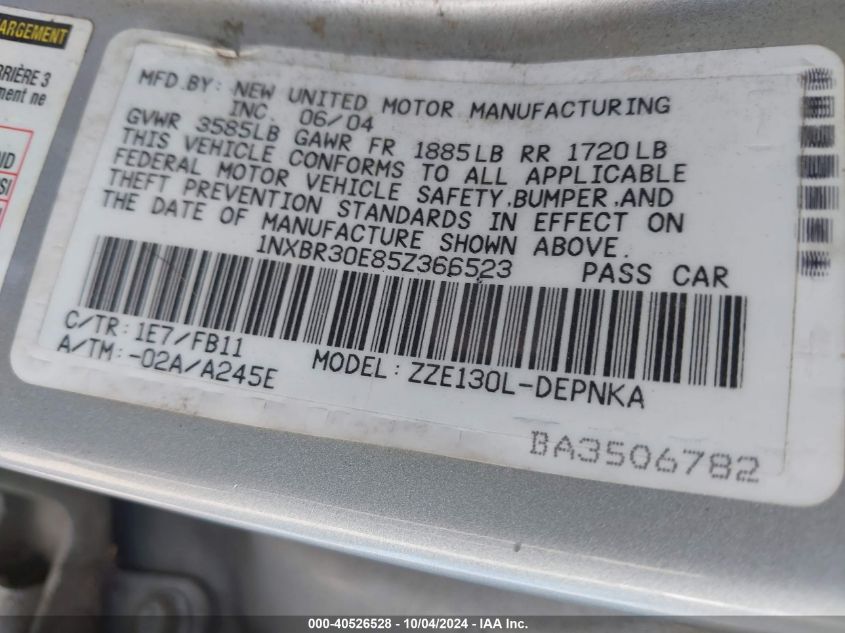 ARGEMENT
RRIÈRE 3
ment ne
MFD.BY: NEW UNITED MOTOR MANUFACTURING
INC. 06/04
GVWR 3585LB GAWR FR 1885LB RR 1720LB
THIS VEHICLE CONFORMS TO ALL APPLICABLE
FEDERAL MOTOR VEHICLE SAFETY,BUMPER,AND
THEFT PREVENTION STANDARDS IN EFFECT ON
THE DATE OF MANUFACTURE SHOWN ABOVE.
1NXBR30E85Z366523 PASS CAR
C/TR:1E7/FB11
A/TM:-02A/A245E
MODEL:ZZE130L-DEPNKA
BA3506782
000-40526528 - 10/04/2024 - IAA Inc.